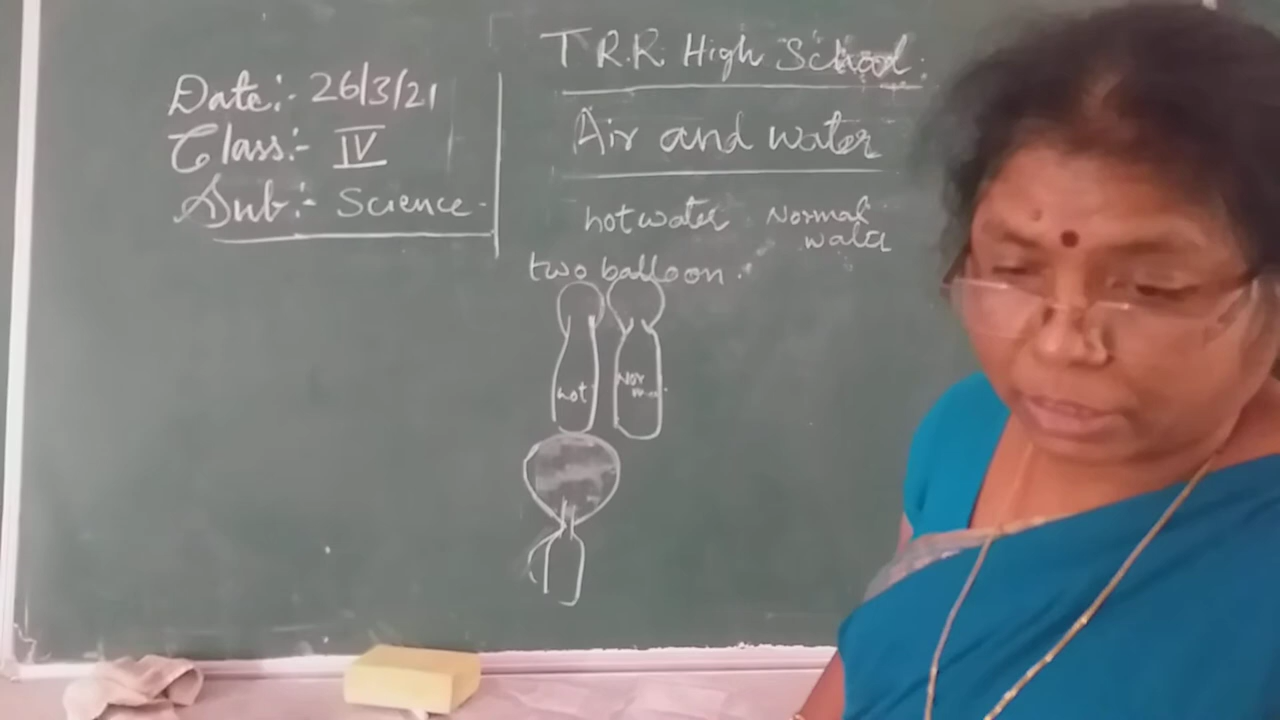 Date:- 26/3/21
Class:- IV
Sub:- Science.
T R.R. High School.
Air and water
hot water Normal water
two balloon.
hot